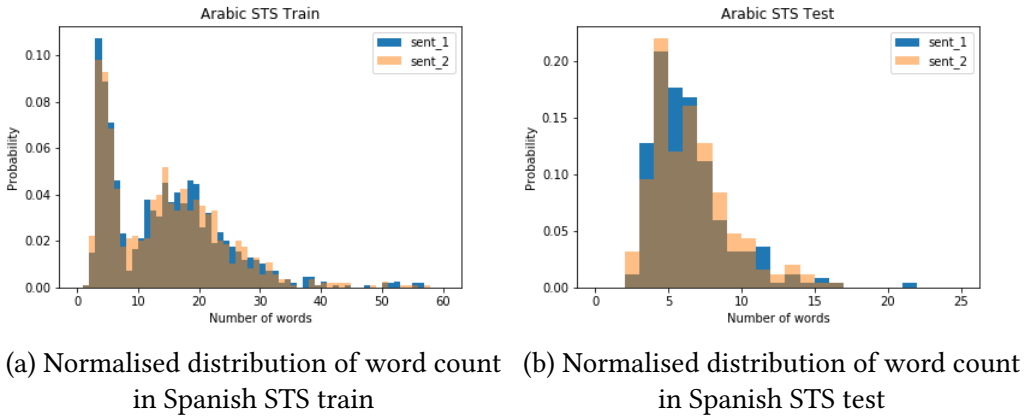 Arabic STS Train
sent_1
sent_2
Probability
0.10
0.08
0.06
0.04
0.02
0.00
0 10 20 30 40 50 60
Number of words
Arabic STS Test
sent_1
sent_2
Probability
0.20
0.15
0.10
0.05
0.00
0 5 10 15 20 25
Number of words
(a) Normalised distribution of word count
in Spanish STS train
(b) Normalised distribution of word count
in Spanish STS test